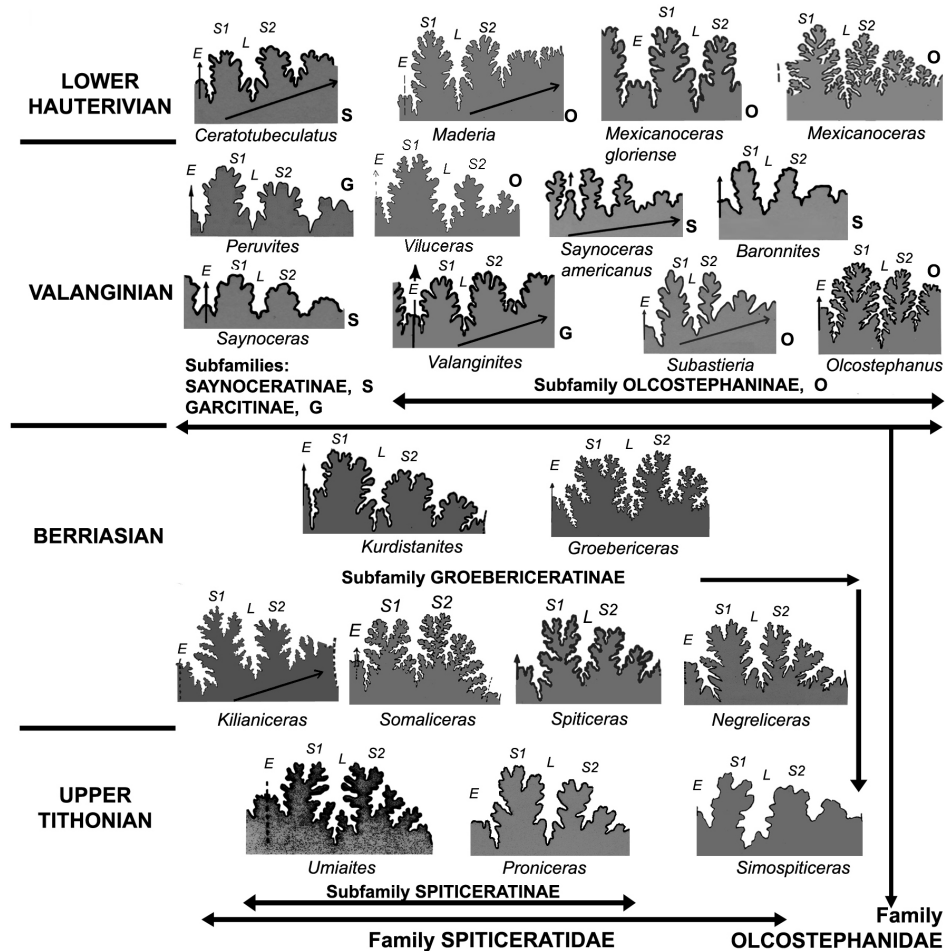 S1
S2
L
E
S
Ceratotubeculatus
S1
L
S2
E
O
Maderia
S1
L
S2
E
O
Mexicanoceras
gloriense
S1
L
S2
O
Mexicanoceras
LOWER
HAUTERIVIAN
S1
L
S2
E
G
Peruvites
S1
L
S2
E
O
Viluceras
S
Saynoceras
americanus
S1
L
S2
S
Baronnites
VALANGINIAN
E
S1
L
S2
S
Saynoceras
E
S1
L
S2
G
Valanginites
E
S1
L
S2
O
Subastieria
E
S1
L
S2
O
Olcostephanus
Subfamilies:
SAYNOCERATINAE, S
GARCITINAE, G
Subfamily OLCOSTEPHANINAE, O
BERRIASIAN
E
S1
L
S2
Kurdistanites
E
S1
L
S2
Groebericeras
Subfamily GROEBERICERATINAE
E
S1
L
S2
Kilianiceras
E
S1
S2
L
Somaliceras
S1
L
S2
Spiticeras
E
S1
L
S2
Negreliceras
UPPER
TITHONIAN
E
S1
L
S2
Umiaites
E
S1
L
S2
Proniceras
E
S1
L
S2
Simospiticeras
Subfamily SPITICERATINAE
Family SPITICERATIDAE
Family
OLCOSTEPHANIDAE